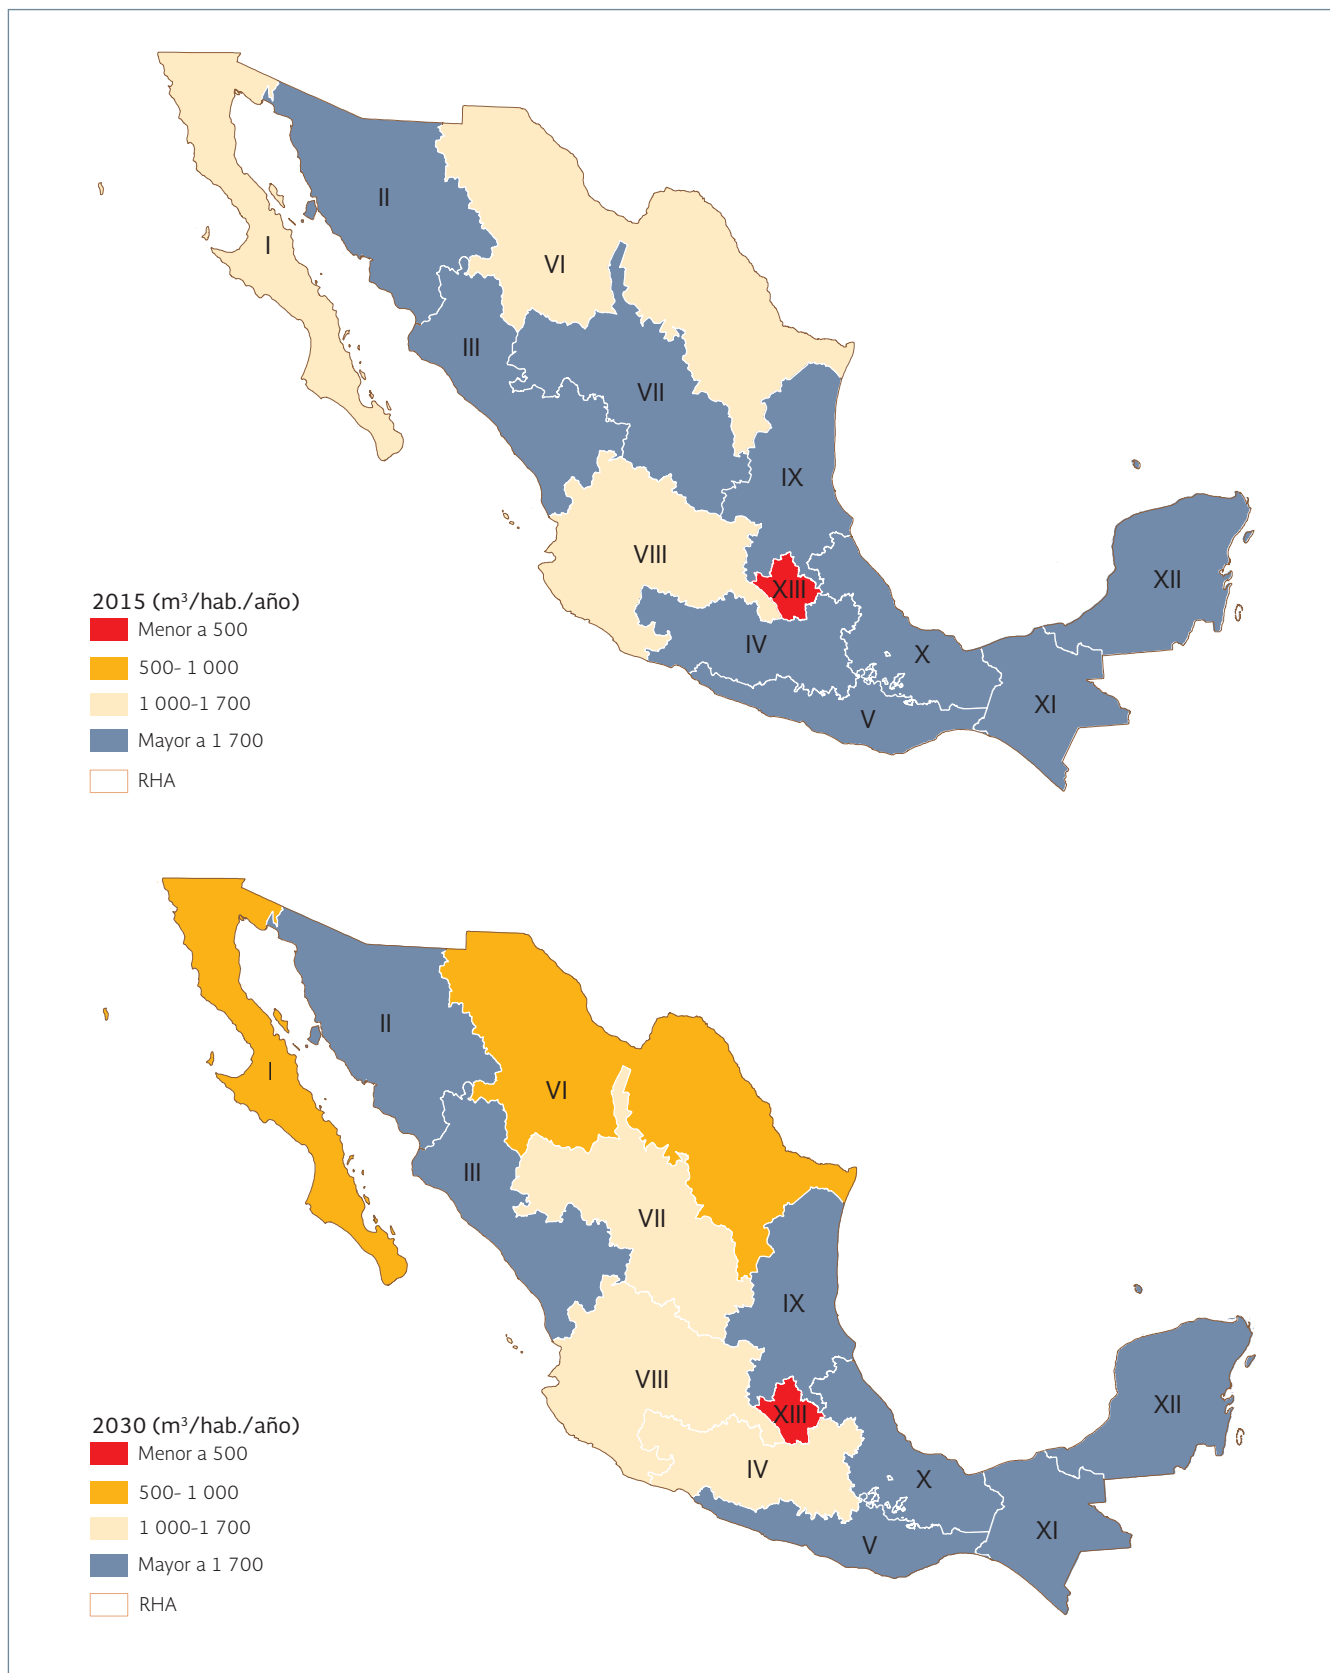 II
I
VI
III
VII
IX
VIII
XII
XIII
2015 (m³/hab./año)
Menor a 500
IV
X
500- 1 000
1 000-1 700
XI
V
Mayor a 1 700
RHA
II
I
VI
III
VII
IX
VIII
XII
XIII
2030 (m³/hab./año)
Menor a 500
IV
X
500- 1 000
1 000-1 700
XI
V
Mayor a 1 700
RHA